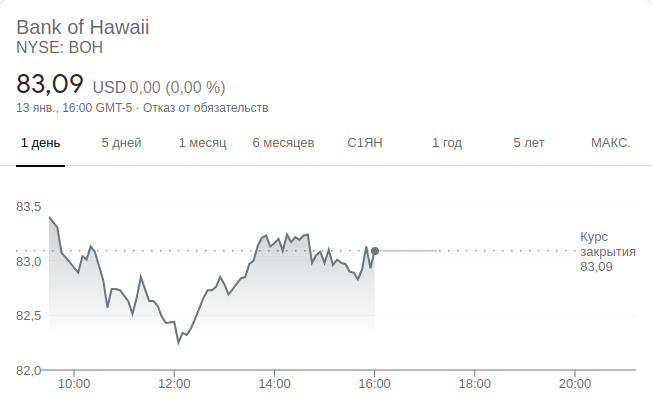 Bank of Hawaii
NYSE: BOH
83,09 USD 0,00 (0,00 %)
13 янв., 16:00 GMT-5 · Отказ от обязательств
1 день 5 дней 1 месяц 6 месяцев С1ЯН 1 год 5 лет МАКС.
83,5
Курс
закрытия
83,09
83,0
82,5
82,0
10:00 12:00 14:00 16:00 18:00 20:00